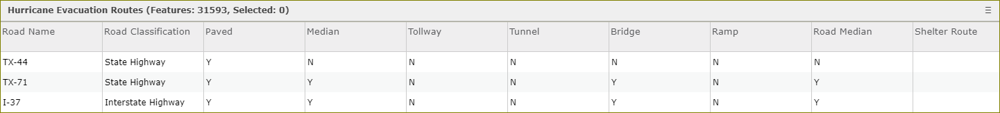 Hurricane Evacuation Routes (Features: 31593, Selected: 0)
Road Name Road Classification Paved Median Tollway Tunnel Bridge Ramp Road Median Shelter Route
TX-44 State Highway Y N N N N N N
TX-71 State Highway Y Y N N Y N Y
I-37 Interstate Highway Y Y N N Y N Y